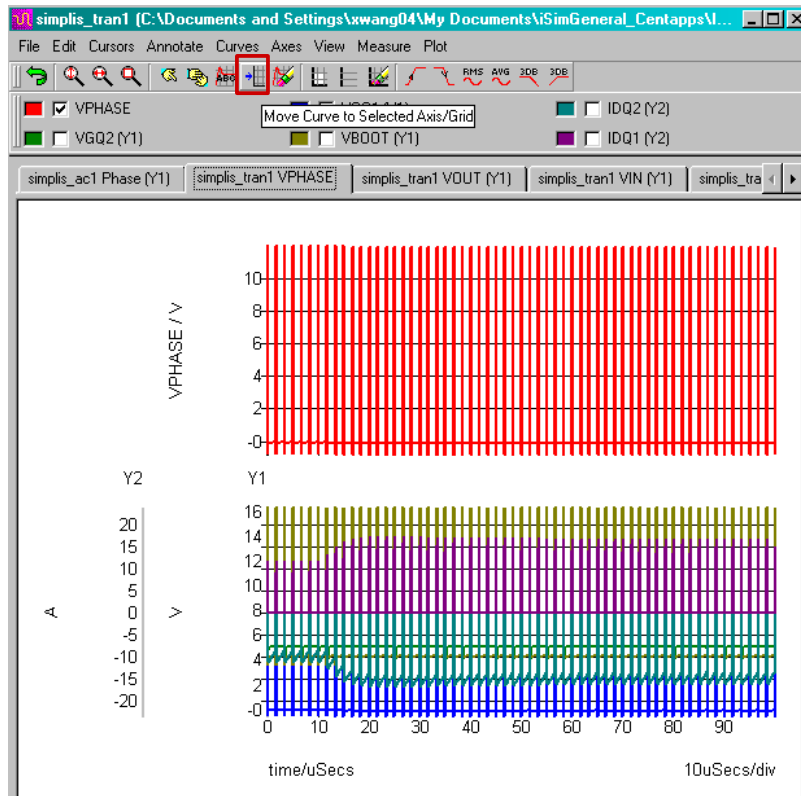 simplis_tran1 (C:\Documents and Settings\xwang04\My Documents\iSimGeneral_Centapps\I...
File Edit Cursors Annotate Curves Axes View Measure Plot
ABC RMS AVG 3DB 3DB
VPHASE IDQ2 (Y2)
Move Curve to Selected Axis/Grid
VGQ2 (Y1) VBOOT (Y1) IDQ1 (Y2)
simplis_ac1 Phase (Y1) simplis_tran1 VPHASE simplis_tran1 VOUT (Y1) simplis_tran1 VIN (Y1) simplis_tra
VPHASE / V
10
8
6
4
2
-0
Y2 Y1
A
20
15
10
5
0
-5
-10
-15
-20
V
16
14
12
10
8
6
4
2
-0
0 10 20 30 40 50 60 70 80 90
time/uSecs 10uSecs/div